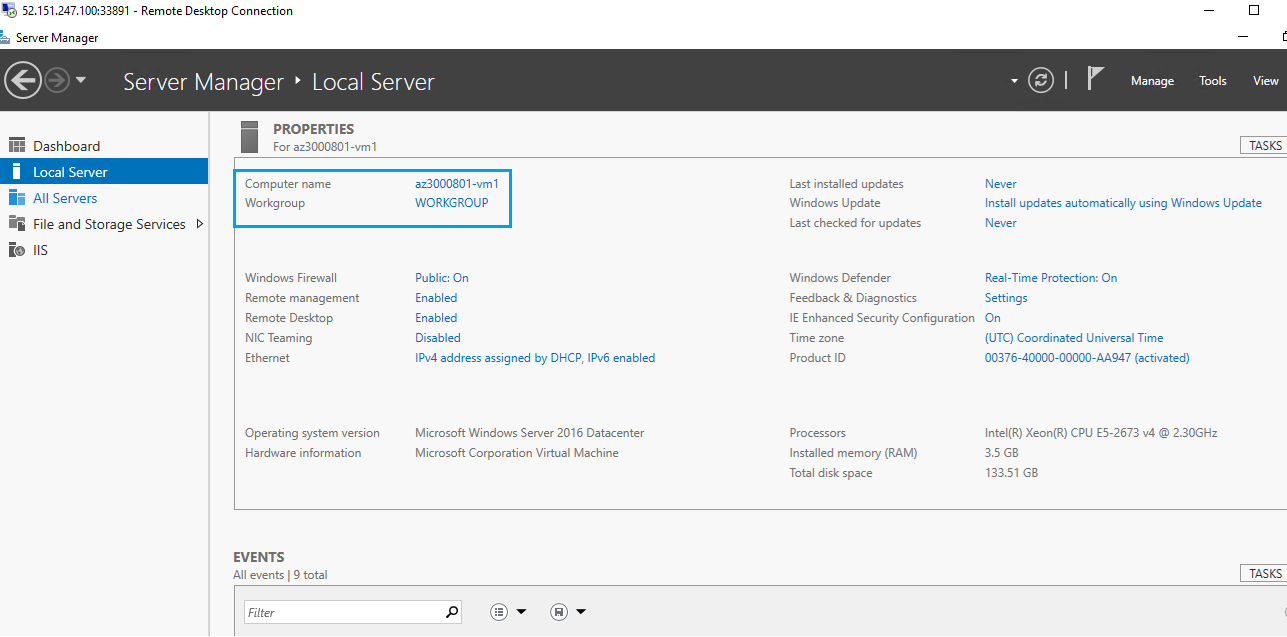 52.151.247.100:33891 - Remote Desktop Connection
Server Manager
Server Manager Local Server
Manage Tools View
Dashboard
Local Server
All Servers
File and Storage Services
IIS
PROPERTIES
For az3000801-vm1
TASKS
Computer name az3000801-vm1
Workgroup WORKGROUP
Last installed updates Never
Windows Update Install updates automatically using Windows Update
Last checked for updates Never
Windows Firewall Public: On
Remote management Enabled
Remote Desktop Enabled
NIC Teaming Disabled
Ethernet IPv4 address assigned by DHCP, IPv6 enabled
Windows Defender Real-Time Protection: On
Feedback & Diagnostics Settings
IE Enhanced Security Configuration On
Time zone (UTC) Coordinated Universal Time
Product ID 00376-40000-00000-AA947 (activated)
Operating system version Microsoft Windows Server 2016 Datacenter
Hardware information Microsoft Corporation Virtual Machine
Processors Intel(R) Xeon(R) CPU E5-2673 v4 @ 2.30GHz
Installed memory (RAM) 3.5 GB
Total disk space 133.51 GB
EVENTS
All events | 9 total
TASKS
Filter